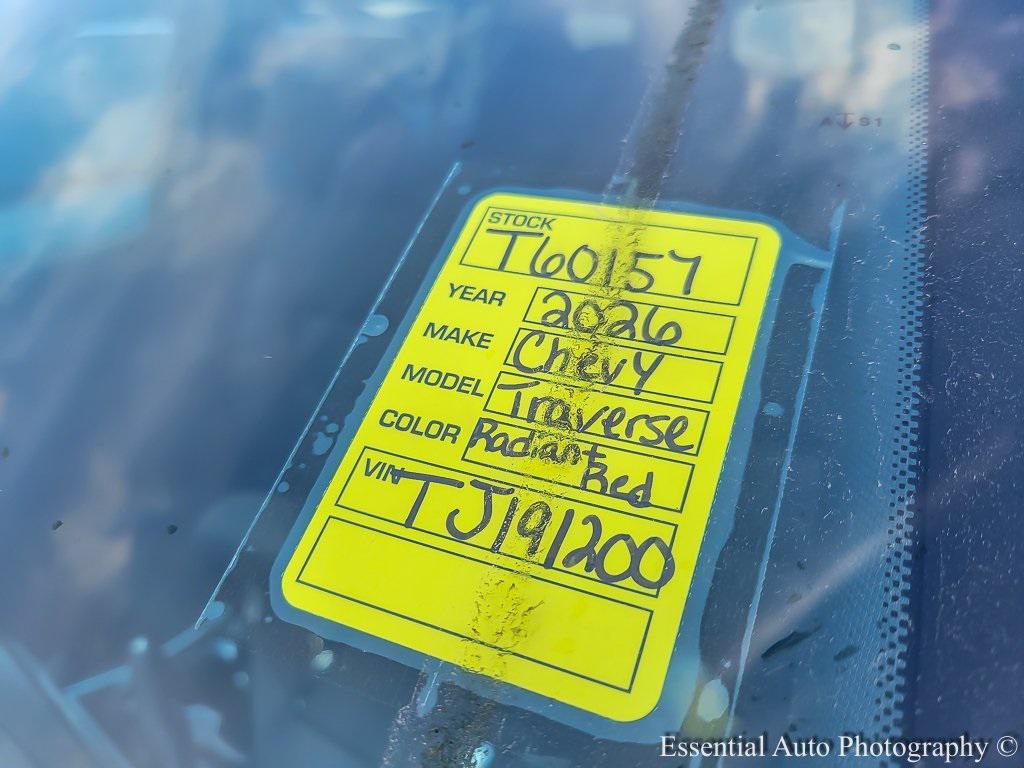 A↓S1
STOCK
T60157
YEAR 2026
MAKE Chevy
MODEL Traverse
COLOR Radiant
Red
VIN TJ191200
Essential Auto Photography ©